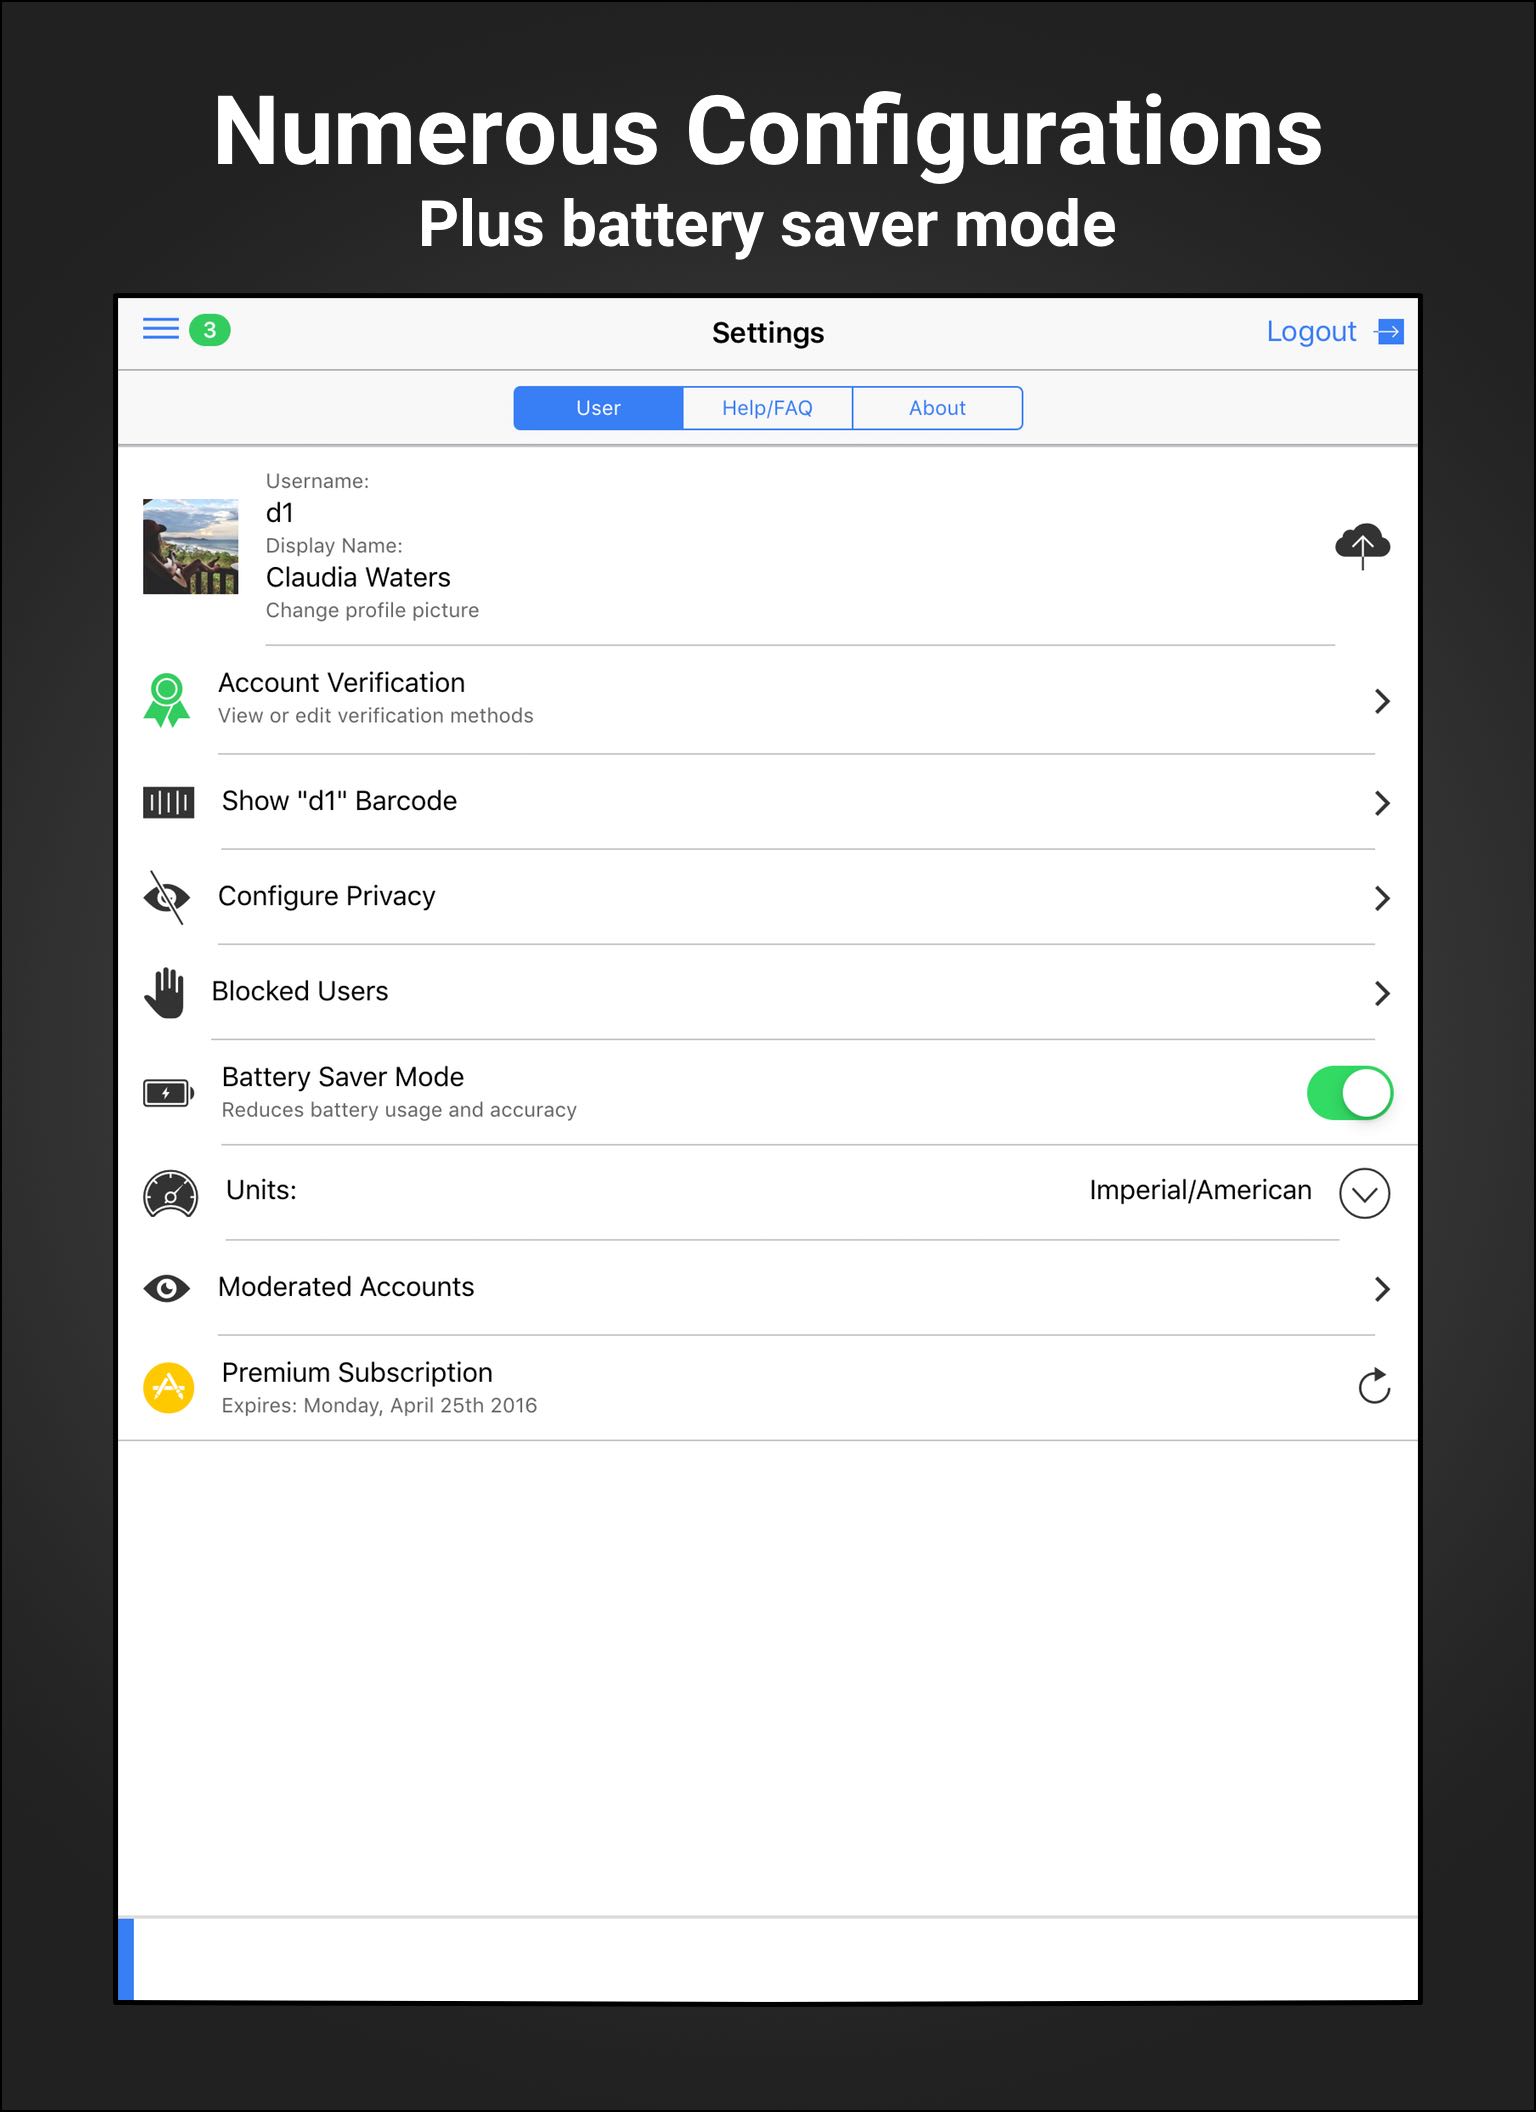 Numerous Configurations
Plus battery saver mode
3
Settings
Logout
User
Help/FAQ
About
Username:
d1
Display Name:
Claudia Waters
Change profile picture
Account Verification
View or edit verification methods
Show "d1" Barcode
Configure Privacy
Blocked Users
Battery Saver Mode
Reduces battery usage and accuracy
Units:
Imperial/American
Moderated Accounts
Premium Subscription
Expires: Monday, April 25th 2016